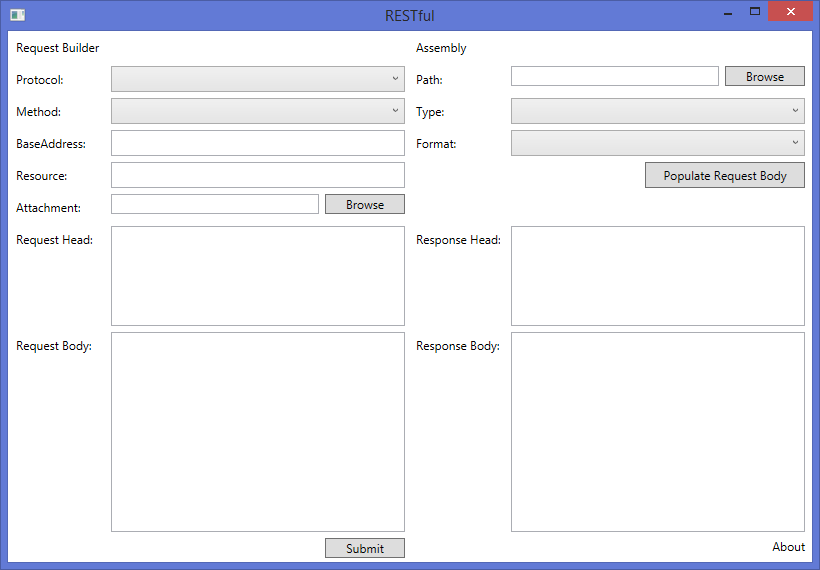 RESTful
Request Builder
Assembly
Protocol:
Path:
Browse
Method:
Type:
BaseAddress:
Format:
Resource:
Populate Request Body
Attachment:
Browse
Request Head:
Response Head:
Request Body:
Response Body:
Submit
About